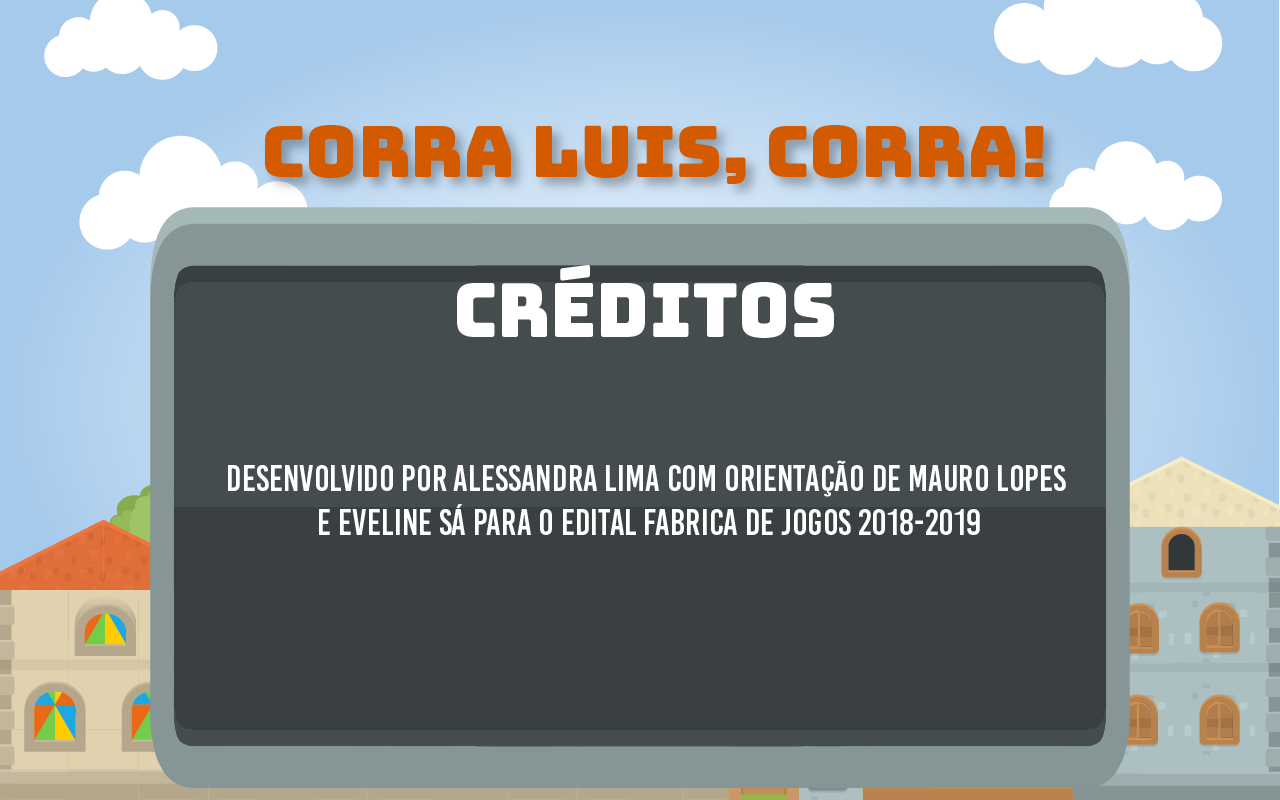 CORRA LUIS, CORRA!
CRÉDITOS
DESENVOLVIDO POR ALESSANDRA LIMA COM ORIENTAÇÃO DE MAURO LOPES
E EVELINE SÁ PARA O EDITAL FABRICA DE JOGOS 2018-2019